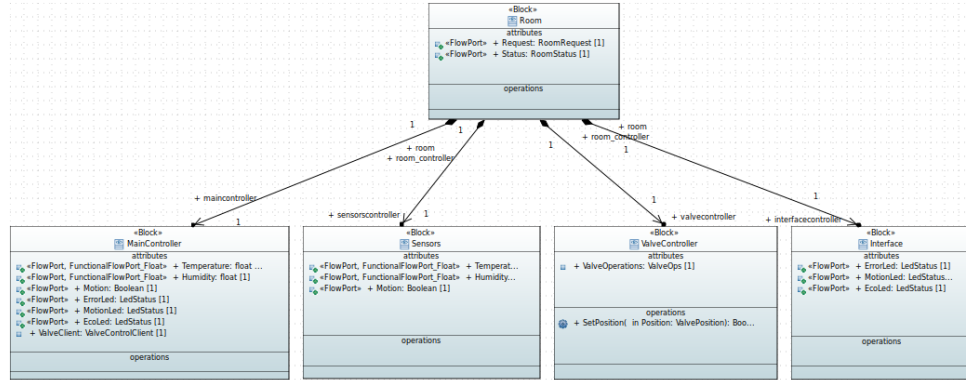 «Block»
Room
attributes
«FlowPort» + Request: RoomRequest [1]
«FlowPort» + Status: RoomStatus [1]
operations
1
1
1
1
+ room
+ room_controller
+ room
+ room_controller
+ maincontroller
1
+ sensorscontroller
1
1
+ valvecontroller
1
+ interfacecontroller
«Block»
MainController
attributes
«FlowPort, FunctionalFlowPort_Float» + Temperature: float ...
«FlowPort, FunctionalFlowPort_Float» + Humidity: float [1]
«FlowPort» + Motion: Boolean [1]
«FlowPort» + ErrorLed: LedStatus [1]
«FlowPort» + MotionLed: LedStatus [1]
«FlowPort» + EcoLed: LedStatus [1]
+ ValveClient: ValveControlClient [1]
operations
«Block»
Sensors
attributes
«FlowPort, FunctionalFlowPort_Float» + Temperat...
«FlowPort, FunctionalFlowPort_Float» + Humidity...
«FlowPort» + Motion: Boolean [1]
operations
«Block»
ValveController
attributes
+ ValveOperations: ValveOps [1]
operations
+ SetPosition( in Position: ValvePosition): Boo...
«Block»
Interface
attributes
«FlowPort» + ErrorLed: LedStatus [1]
«FlowPort» + MotionLed: LedStatus...
«FlowPort» + EcoLed: LedStatus [1]
operations